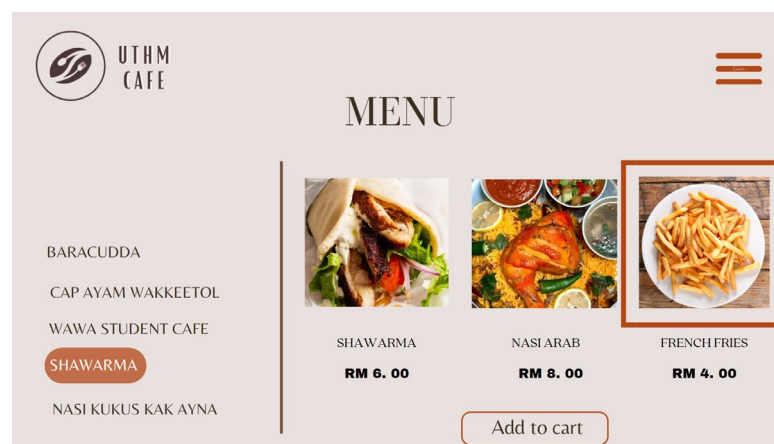 UTHM
CAFE
MENU
BARACUDDA
CAP AYAM WAKKEETOL
WAWA STUDENT CAFE
SHAWARMA
NASI KUKUS KAK AYNA
SHAWARMA
RM 6. 00
NASI ARAB
RM 8. 00
FRENCH FRIES
RM 4. 00
Add to cart